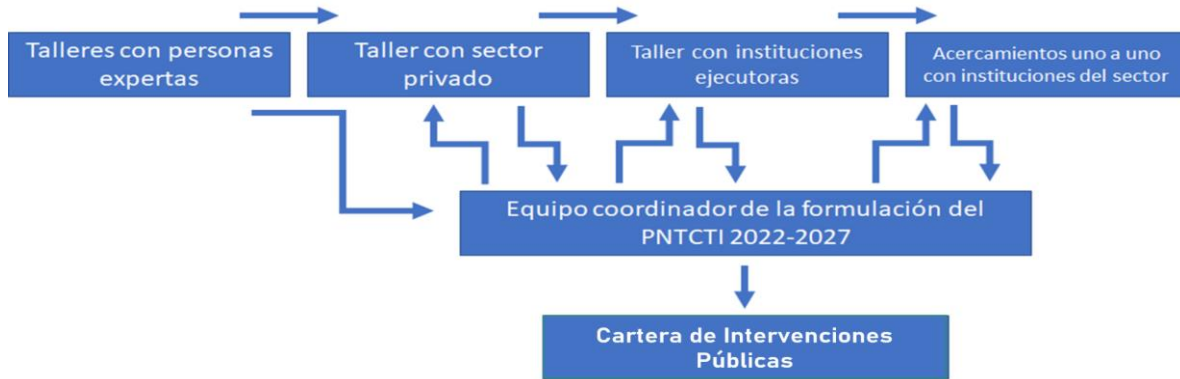 Talleres con personas
expertas
Taller con sector
privado
Taller con instituciones
ejecutoras
Acercamientos uno a uno
con instituciones del sector
Equipo coordinador de la formulación del
PNTCTI 2022-2027
Cartera de Intervenciones
Públicas